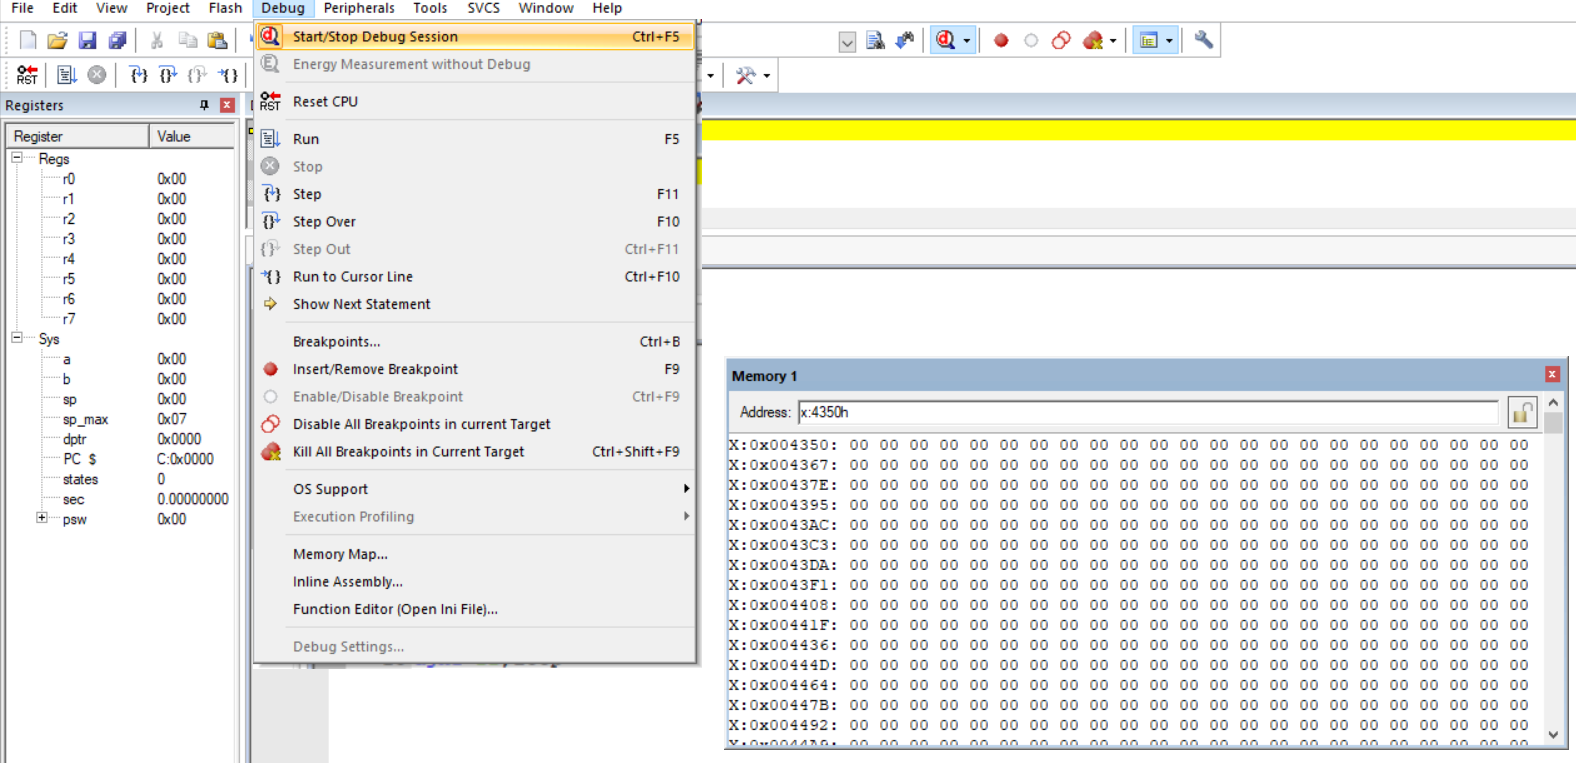 File Edit View Project Flash Debug Peripherals Tools SVCS Window Help
Start/Stop Debug Session Ctrl+F5
Energy Measurement without Debug
RST
Reset CPU
Run F5
Stop
Step F11
Step Over F10
Step Out Ctrl+F11
Run to Cursor Line Ctrl+F10
Show Next Statement
Breakpoints... Ctrl+B
Insert/Remove Breakpoint F9
Enable/Disable Breakpoint Ctrl+F9
Disable All Breakpoints in current Target
Kill All Breakpoints in Current Target Ctrl+Shift+F9
OS Support
Execution Profiling
Memory Map...
Inline Assembly...
Function Editor (Open Ini File)...
Debug Settings...
RST
Registers
Register Value
Regs
r0 0x00
r1 0x00
r2 0x00
r3 0x00
r4 0x00
r5 0x00
r6 0x00
r7 0x00
Sys
a 0x00
b 0x00
sp 0x00
sp_max 0x07
dptr 0x0000
PC $ C:0x0000
states 0
sec 0.00000000
psw 0x00
Memory 1
Address: x:4350h
X:0x004350: 00 00 00 00 00 00 00 00 00 00 00 00 00 00 00 00 00 00 00 00 00 00 00
X:0x004367: 00 00 00 00 00 00 00 00 00 00 00 00 00 00 00 00 00 00 00 00 00 00 00
X:0x00437E: 00 00 00 00 00 00 00 00 00 00 00 00 00 00 00 00 00 00 00 00 00 00 00
X:0x004395: 00 00 00 00 00 00 00 00 00 00 00 00 00 00 00 00 00 00 00 00 00 00 00
X:0x0043AC: 00 00 00 00 00 00 00 00 00 00 00 00 00 00 00 00 00 00 00 00 00 00 00
X:0x0043C3: 00 00 00 00 00 00 00 00 00 00 00 00 00 00 00 00 00 00 00 00 00 00 00
X:0x0043DA: 00 00 00 00 00 00 00 00 00 00 00 00 00 00 00 00 00 00 00 00 00 00 00
X:0x0043F1: 00 00 00 00 00 00 00 00 00 00 00 00 00 00 00 00 00 00 00 00 00 00 00
X:0x004408: 00 00 00 00 00 00 00 00 00 00 00 00 00 00 00 00 00 00 00 00 00 00 00
X:0x00441F: 00 00 00 00 00 00 00 00 00 00 00 00 00 00 00 00 00 00 00 00 00 00 00
X:0x004436: 00 00 00 00 00 00 00 00 00 00 00 00 00 00 00 00 00 00 00 00 00 00 00
X:0x00444D: 00 00 00 00 00 00 00 00 00 00 00 00 00 00 00 00 00 00 00 00 00 00 00
X:0x004464: 00 00 00 00 00 00 00 00 00 00 00 00 00 00 00 00 00 00 00 00 00 00 00
X:0x00447B: 00 00 00 00 00 00 00 00 00 00 00 00 00 00 00 00 00 00 00 00 00 00 00
X:0x004492: 00 00 00 00 00 00 00 00 00 00 00 00 00 00 00 00 00 00 00 00 00 00 00
X:0x0044A9: 00 00 00 00 00 00 00 00 00 00 00 00 00 00 00 00 00 00 00 00 00 00 00